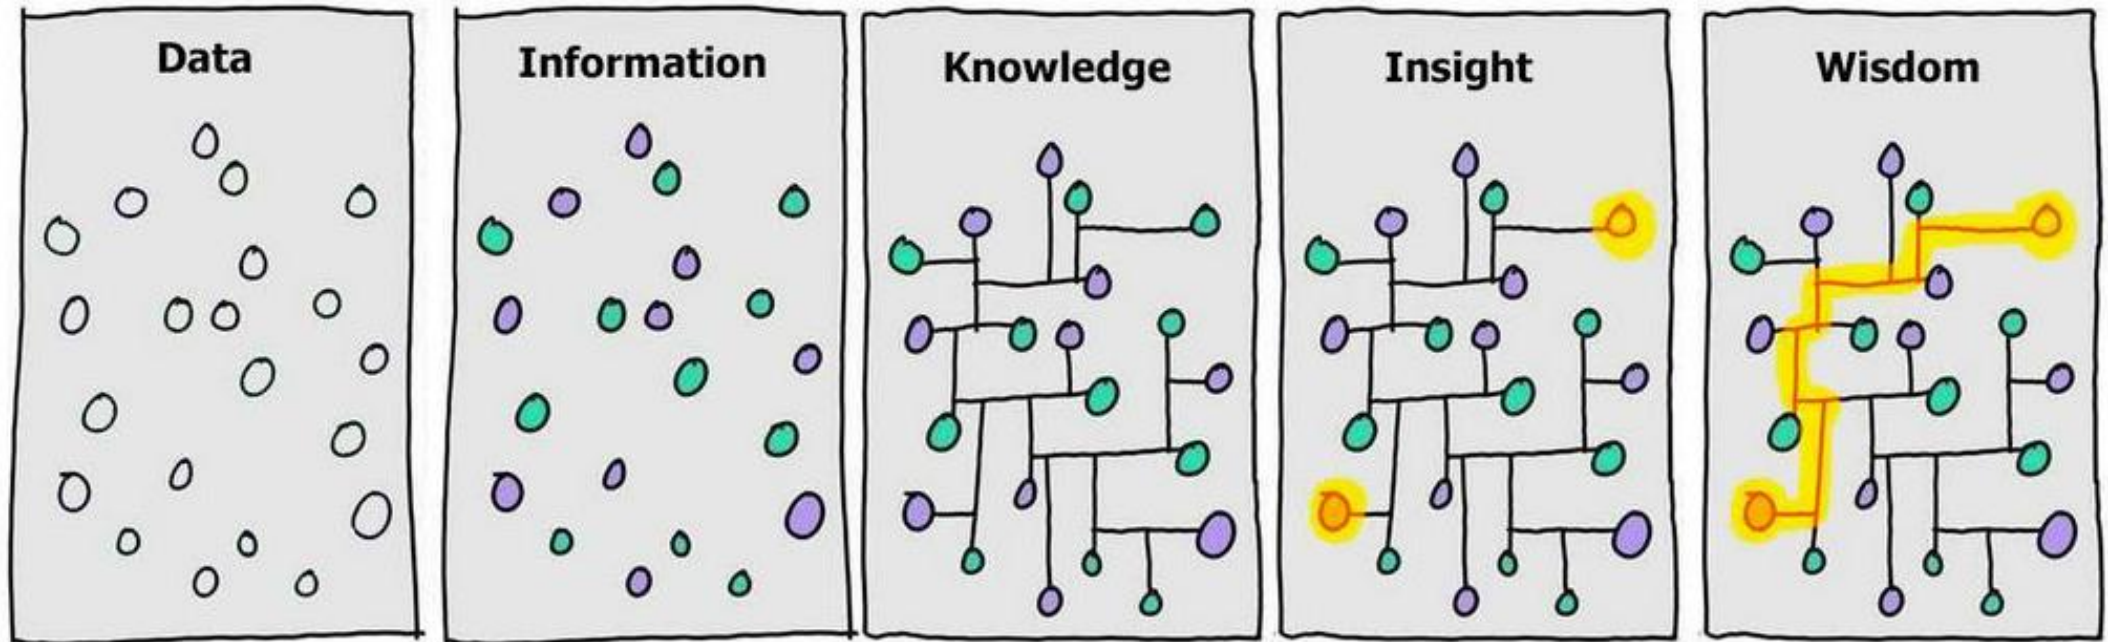 Data
Information
Knowledge
Insight
Wisdom